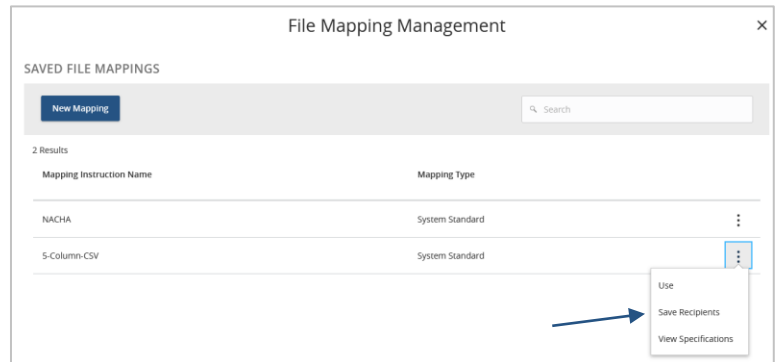 File Mapping Management
SAVED FILE MAPPINGS
New Mapping
Search
2 Results
Mapping Instruction Name Mapping Type
NACHA System Standard
5-Column-CSV System Standard
Use
Save Recipients
View Specifications